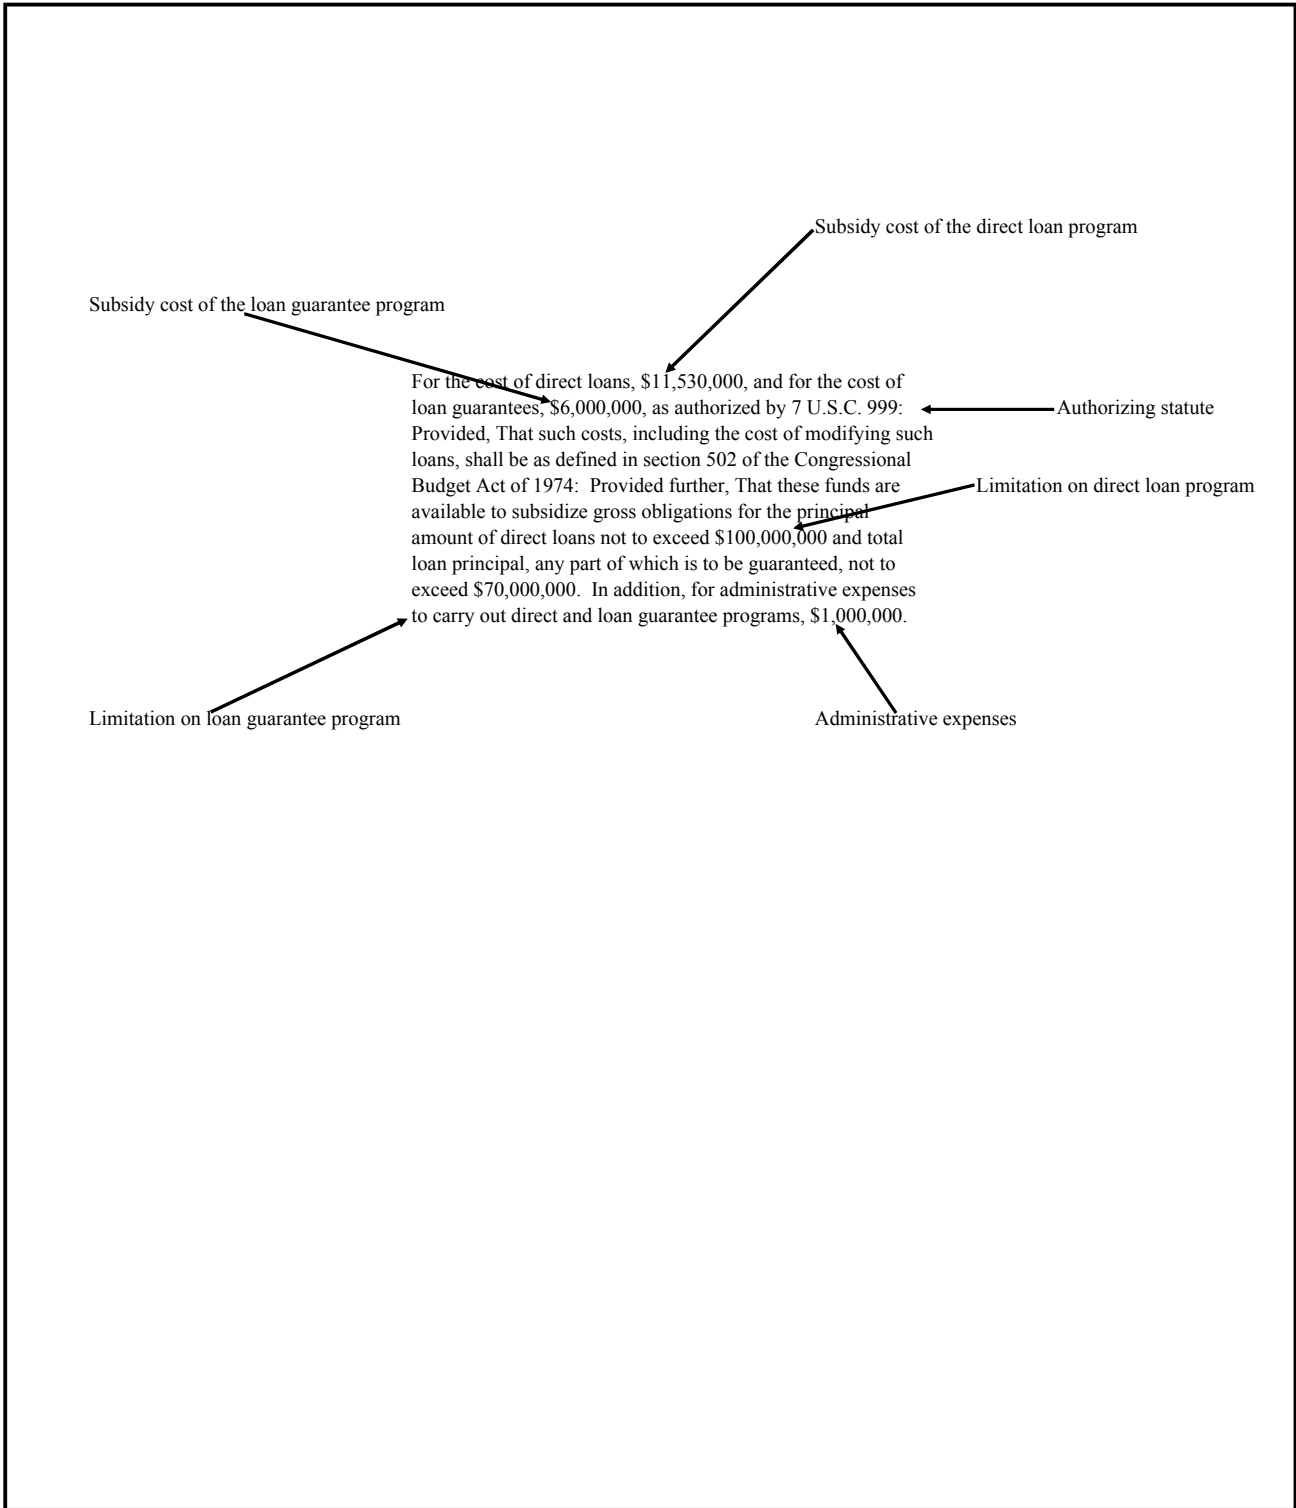 Subsidy cost of the direct loan program
Subsidy cost of the loan guarantee program
For the cost of direct loans, $11,530,000, and for the cost of
loan guarantees, $6,000,000, as authorized by 7 U.S.C. 999:
Authorizing statute
Provided, That such costs, including the cost of modifying such
loans, shall be as defined in section 502 of the Congressional
Budget Act of 1974:  Provided further, That these funds are
Limitation on direct loan program
available to subsidize gross obligations for the principal
amount of direct loans not to exceed $100,000,000 and total
loan principal, any part of which is to be guaranteed, not to
exceed $70,000,000.  In addition, for administrative expenses
to carry out direct and loan guarantee programs, $1,000,000.
Limitation on loan guarantee program
Administrative expenses